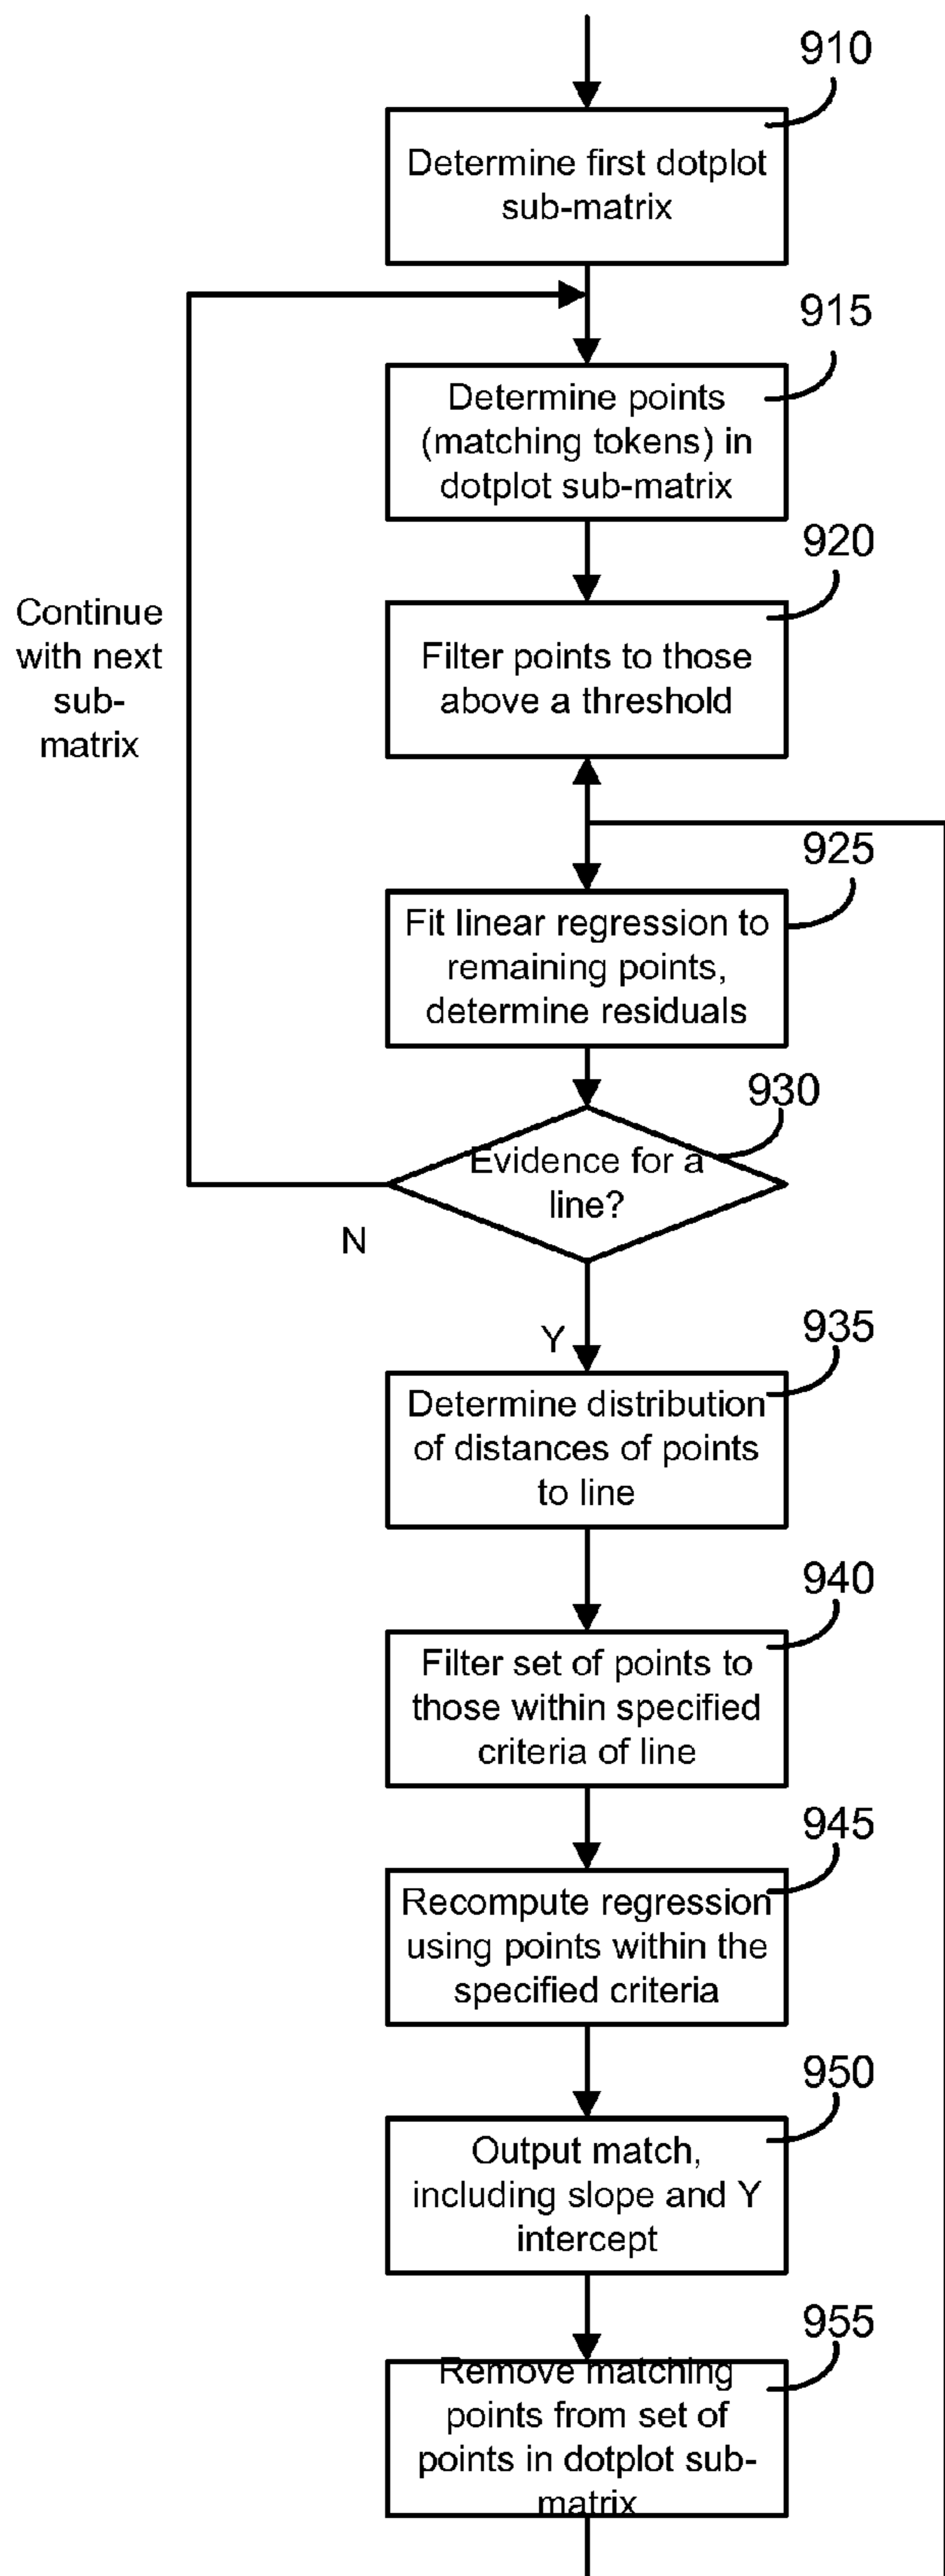 910
Determine first dotplot
sub-matrix
915
Determine points
(matching tokens) in
dotplot sub-matrix
920
Filter points to those
above a threshold
Continue
with next
sub-
matrix
925
Fit linear regression to
remaining points,
determine residuals
930
Evidence for a
line?
N
Y
935
Determine distribution
of distances of points
to line
940
Filter set of points to
those within specified
criteria of line
945
Recompute regression
using points within the
specified criteria
950
Output match,
including slope and Y
intercept
955
Remove matching
points from set of
points in dotplot sub-
matrix